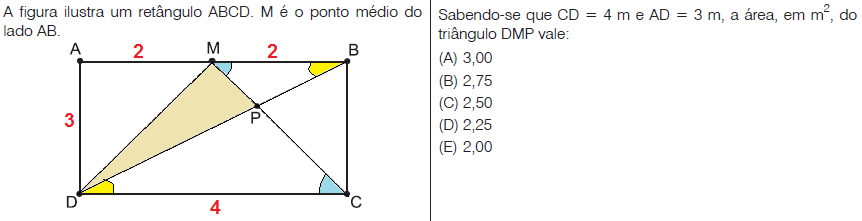 A figura ilustra um retângulo ABCD. M é o ponto médio do
lado AB.
A 2 M 2 B
3
P
D 4 C
Sabendo-se que CD = 4 m e AD = 3 m, a área, em m², do
triângulo DMP vale:
(A) 3,00
(B) 2,75
(C) 2,50
(D) 2,25
(E) 2,00